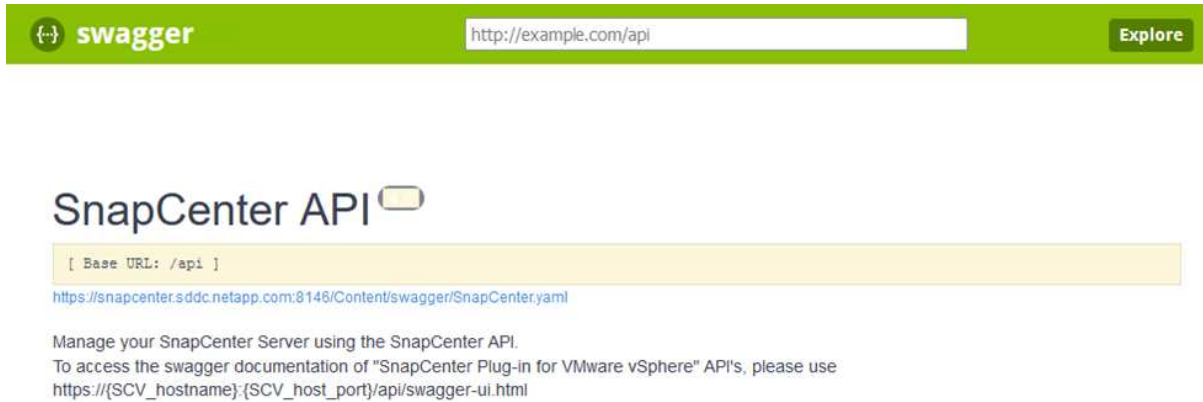 {···} swagger
http://example.com/api
Explore
SnapCenter API
[ Base URL: /api ]
https://snapcenter.sddc.netapp.com:8146/Content/swagger/SnapCenter.yaml
Manage your SnapCenter Server using the SnapCenter API.
To access the swagger documentation of "SnapCenter Plug-in for VMware vSphere" API's, please use
https://{SCV_hostname}:{SCV_host_port}/api/swagger-ui.html